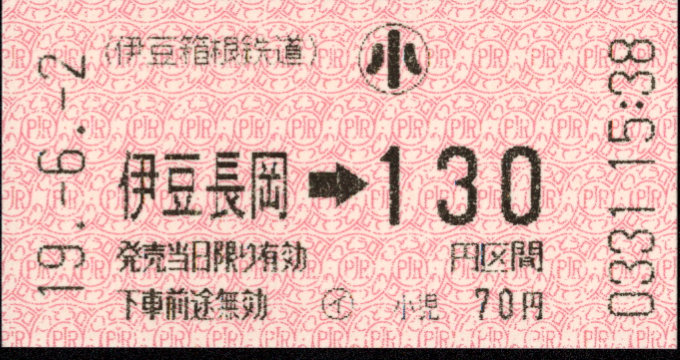 (伊豆箱根鉄道) 小
19.-6.-2
伊豆長岡➡130
発売当日限り有効 円区間
下車前途無効 ㋑ 小児 70円
0331 15:38